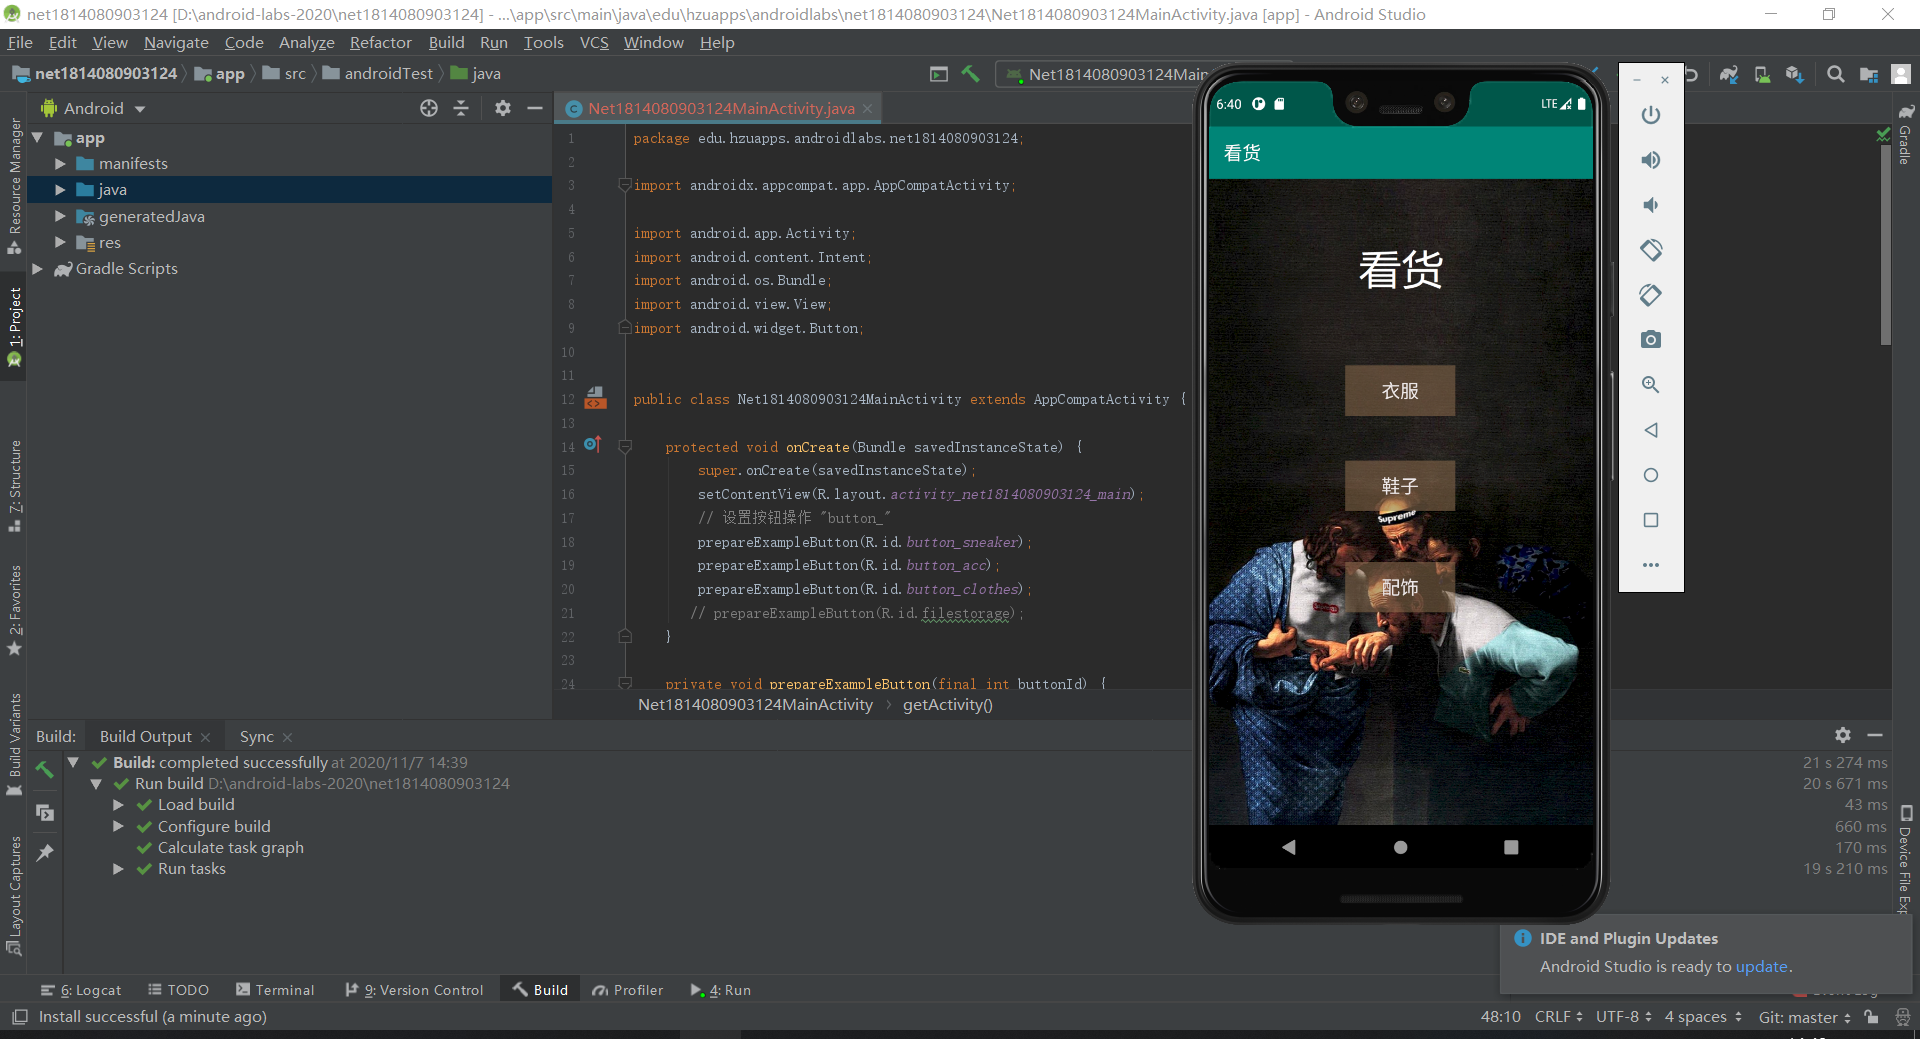 net1814080903124 [D:\android-labs-2020\net1814080903124] - ...\app\src\main\java\edu\hzuapps\androidlabs\net1814080903124\Net1814080903124MainActivity.java [app] - Android Studio
File Edit View Navigate Code Analyze Refactor Build Run Tools VCS Window Help
net1814080903124 app src androidTest java
Net1814080903124Main
Android
Net1814080903124MainActivity.java
app
manifests
java
generatedJava
res
Gradle Scripts
Resource Manager
1: Project
7: Structure
2: Favorites
Build Variants
Layout Captures
1 package edu.hzuapps.androidlabs.net1814080903124;
2
3 import androidx.appcompat.app.AppCompatActivity;
4
5 import android.app.Activity;
6 import android.content.Intent;
7 import android.os.Bundle;
8 import android.view.View;
9 import android.widget.Button;
10
11
12 public class Net1814080903124MainActivity extends AppCompatActivity {
13
14 protected void onCreate(Bundle savedInstanceState) {
15 super.onCreate(savedInstanceState);
16 setContentView(R.layout.activity_net1814080903124_main);
17 // 设置按钮操作 "button_"
18 prepareExampleButton(R.id.button_sneaker);
19 prepareExampleButton(R.id.button_acc);
20 prepareExampleButton(R.id.button_clothes);
21 // prepareExampleButton(R.id.filestorage);
22 }
23
24 private void prepareExampleButton(final int buttonId) {
Net1814080903124MainActivity getActivity()
6:40 LTE
看货
看货
衣服
鞋子
Supreme
配饰
Gradle
Device File Exp
Build: Build Output Sync
Build: completed successfully at 2020/11/7 14:39 21 s 274 ms
Run build D:\android-labs-2020\net1814080903124 20 s 671 ms
Load build 43 ms
Configure build 660 ms
Calculate task graph 170 ms
Run tasks 19 s 210 ms
IDE and Plugin Updates
Android Studio is ready to update.
6: Logcat TODO Terminal 9: Version Control Build Profiler 4: Run
Install successful (a minute ago) 48:10 CRLF UTF-8 4 spaces Git: master